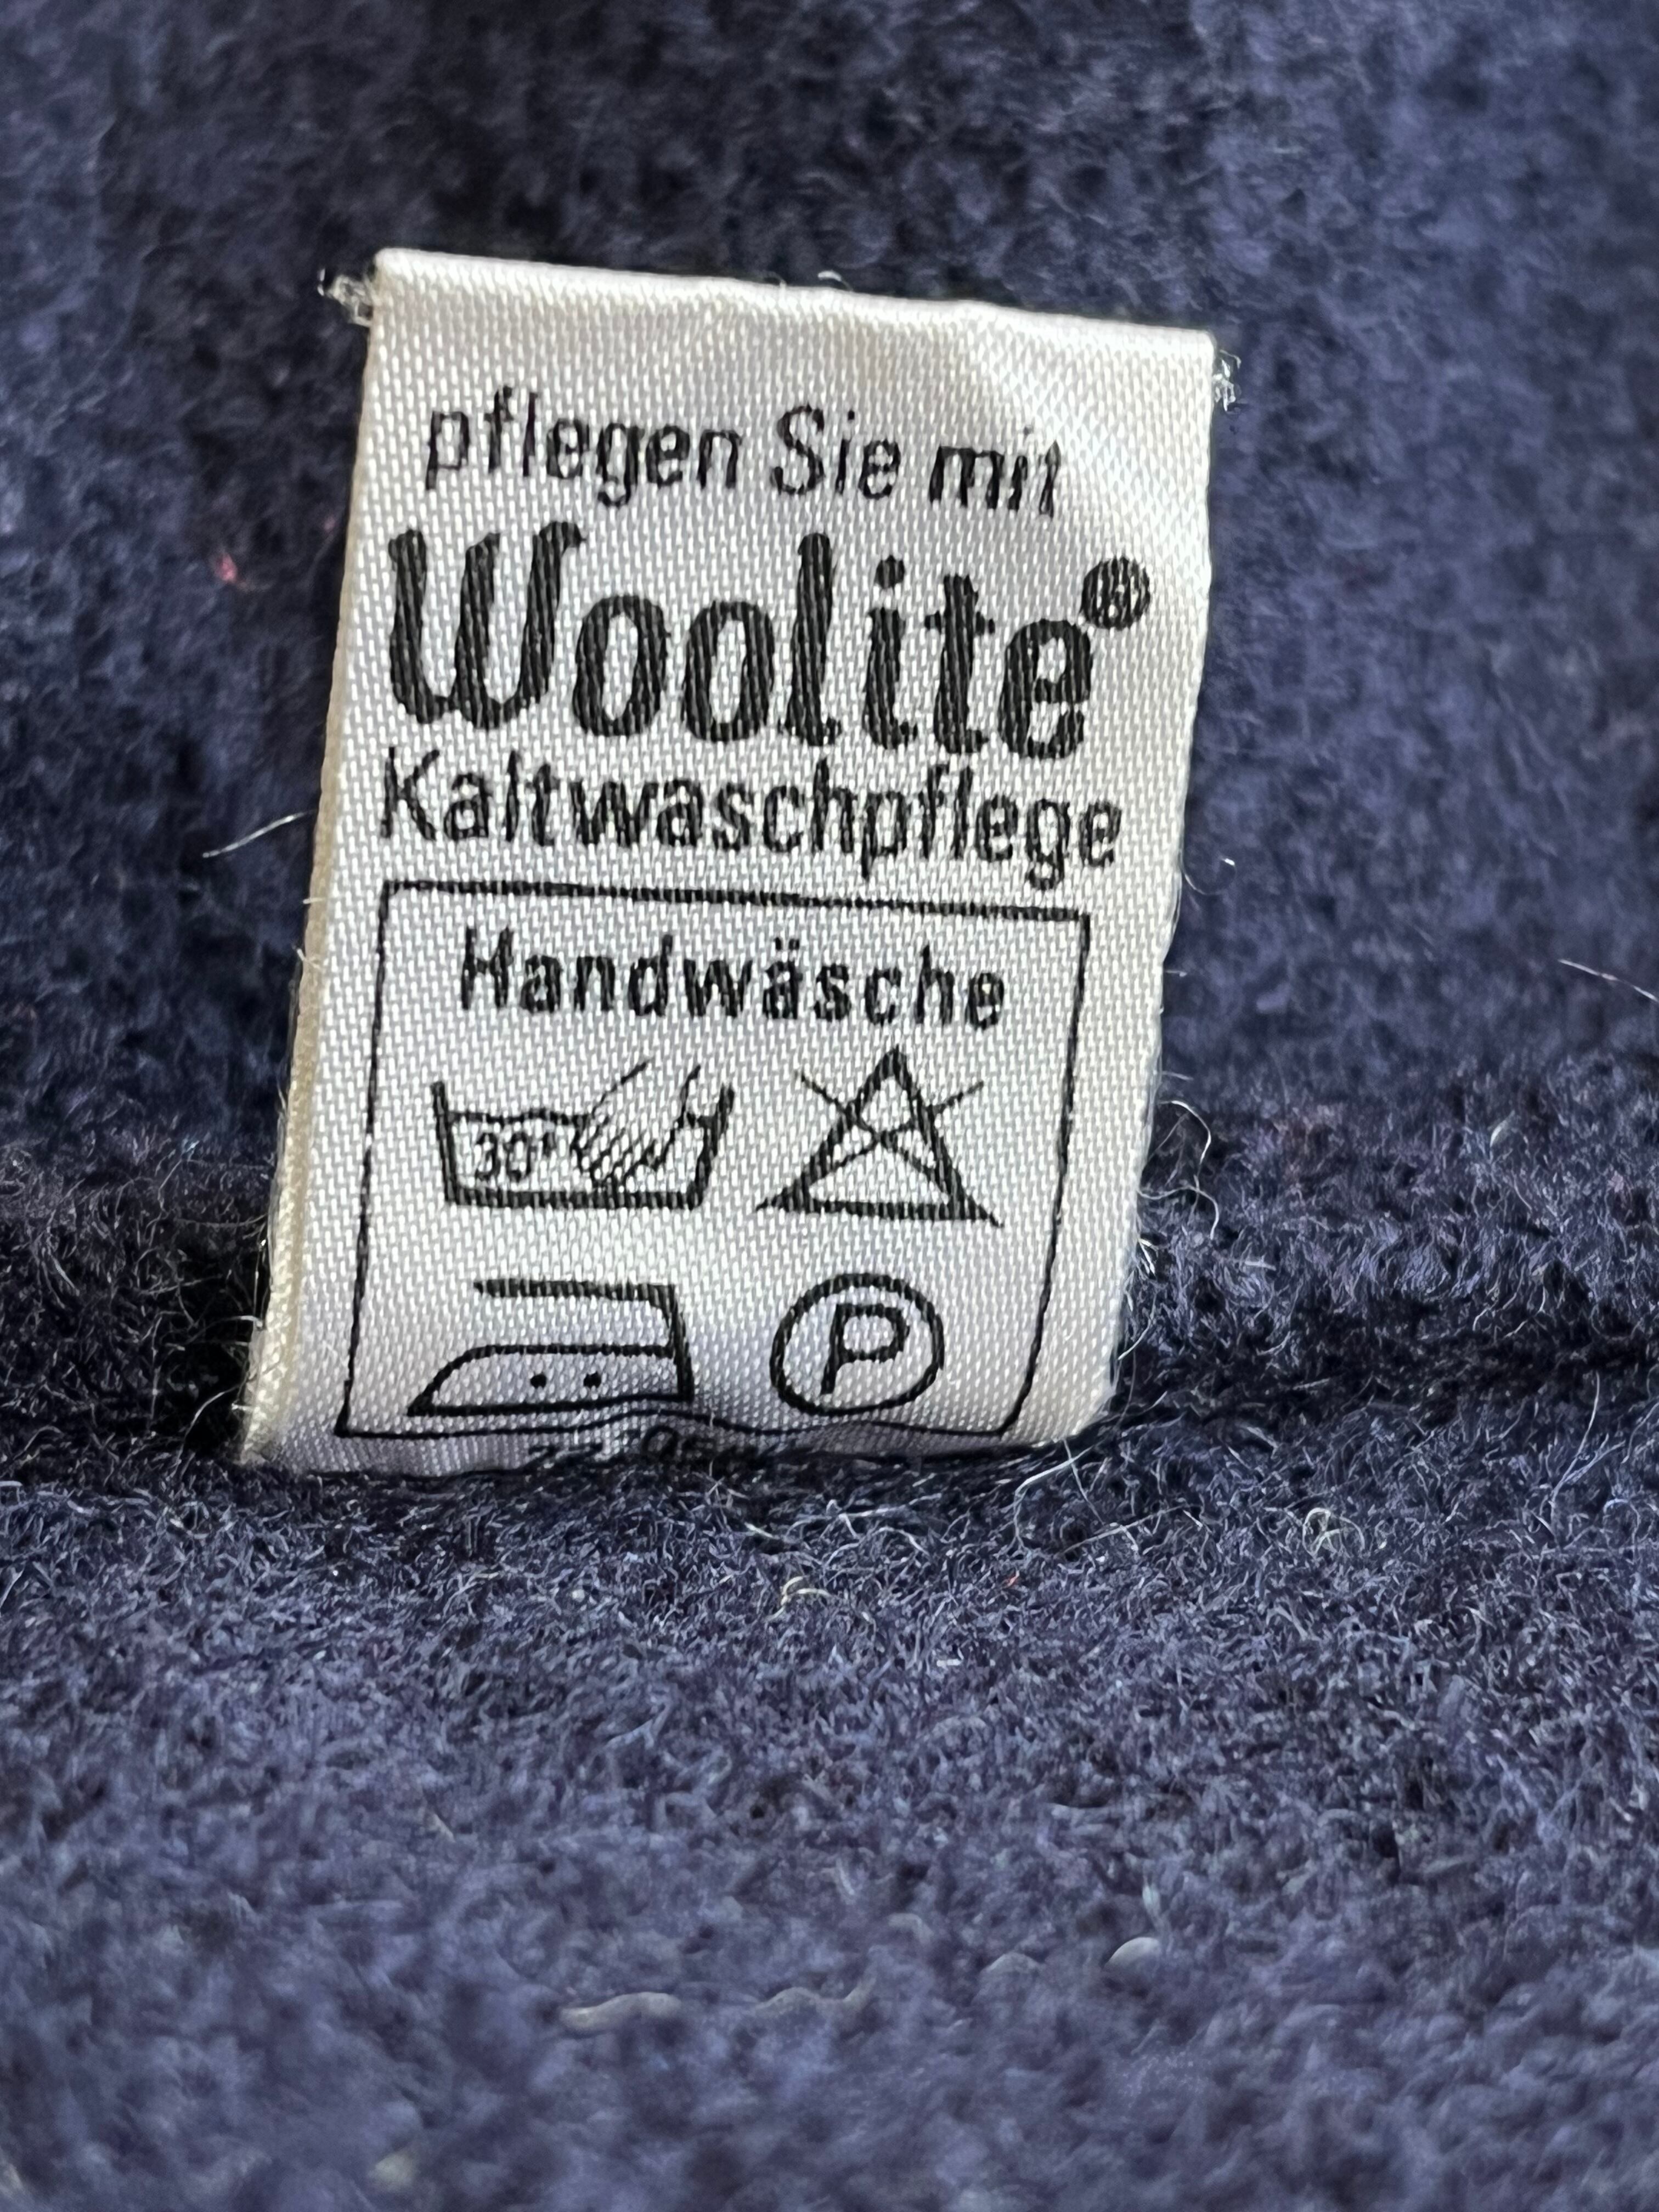 pflegen Sie mit
Woolite®
Kaltwaschpflege
Handwäsche
30°
P